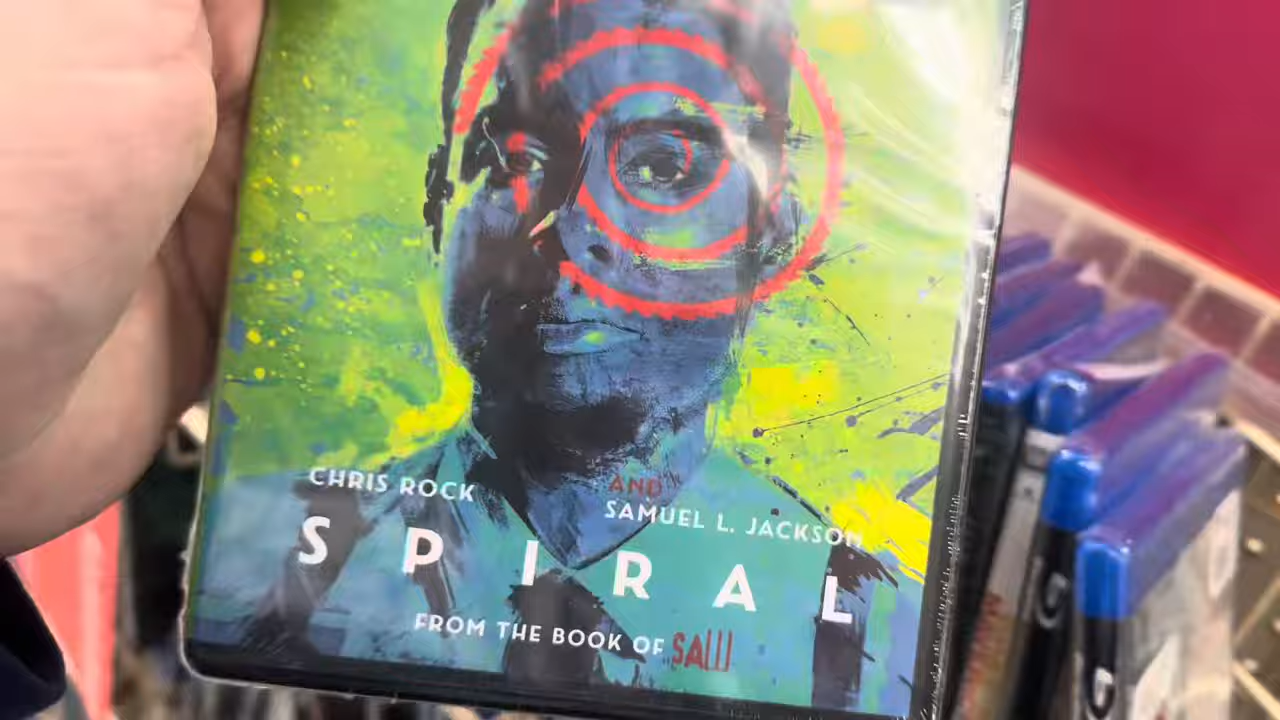 CHRIS ROCK
AND
SAMUEL L. JACKSON
SPIRAL
FROM THE BOOK OF SAW